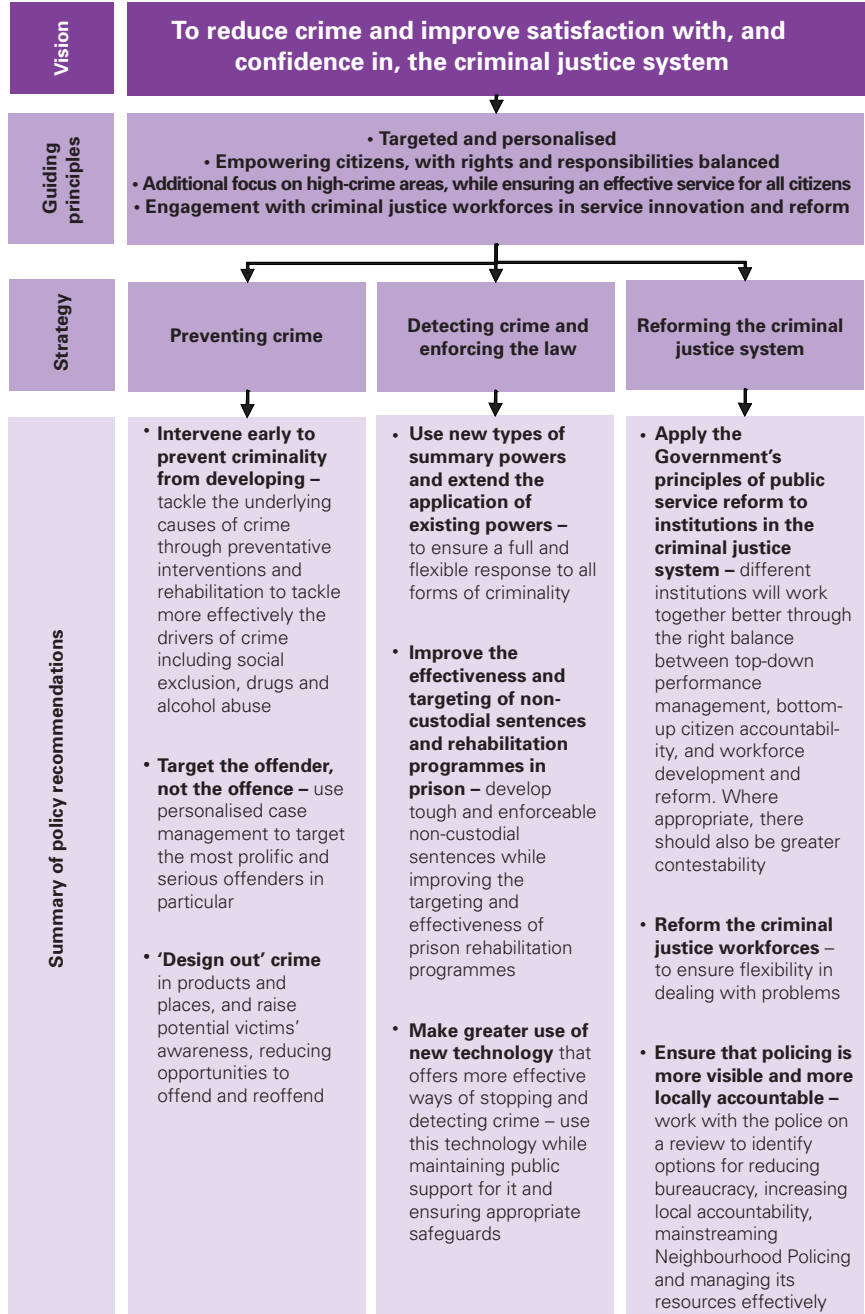 Vision
To reduce crime and improve satisfaction with, and
confidence in, the criminal justice system
Guiding
principles
• Targeted and personalised
• Empowering citizens, with rights and responsibilities balanced
• Additional focus on high-crime areas, while ensuring an effective service for all citizens
• Engagement with criminal justice workforces in service innovation and reform
Strategy
Preventing crime
Detecting crime and
enforcing the law
Reforming the criminal
justice system
Summary of policy recommendations
• Intervene early to
prevent criminality
from developing –
tackle the underlying
causes of crime
through preventative
interventions and
rehabilitation to tackle
more effectively the
drivers of crime
including social
exclusion, drugs and
alcohol abuse
• Target the offender,
not the offence – use
personalised case
management to target
the most prolific and
serious offenders in
particular
• ‘Design out’ crime
in products and
places, and raise
potential victims’
awareness, reducing
opportunities to
offend and reoffend
• Use new types of
summary powers
and extend the
application of
existing powers –
to ensure a full and
flexible response to all
forms of criminality
• Improve the
effectiveness and
targeting of non-
custodial sentences
and rehabilitation
programmes in
prison – develop
tough and enforceable
non-custodial
sentences while
improving the
targeting and
effectiveness of
prison rehabilitation
programmes
• Make greater use of
new technology that
offers more effective
ways of stopping and
detecting crime – use
this technology while
maintaining public
support for it and
ensuring appropriate
safeguards
• Apply the
Government’s
principles of public
service reform to
institutions in the
criminal justice
system – different
institutions will work
together better through
the right balance
between top-down
performance
management, bottom-
up citizen accountabil-
ity, and workforce
development and
reform. Where
appropriate, there
should also be greater
contestability
• Reform the criminal
justice workforces –
to ensure flexibility in
dealing with problems
• Ensure that policing is
more visible and more
locally accountable –
work with the police on
a review to identify
options for reducing
bureaucracy, increasing
local accountability,
mainstreaming
Neighbourhood Policing
and managing its
resources effectively